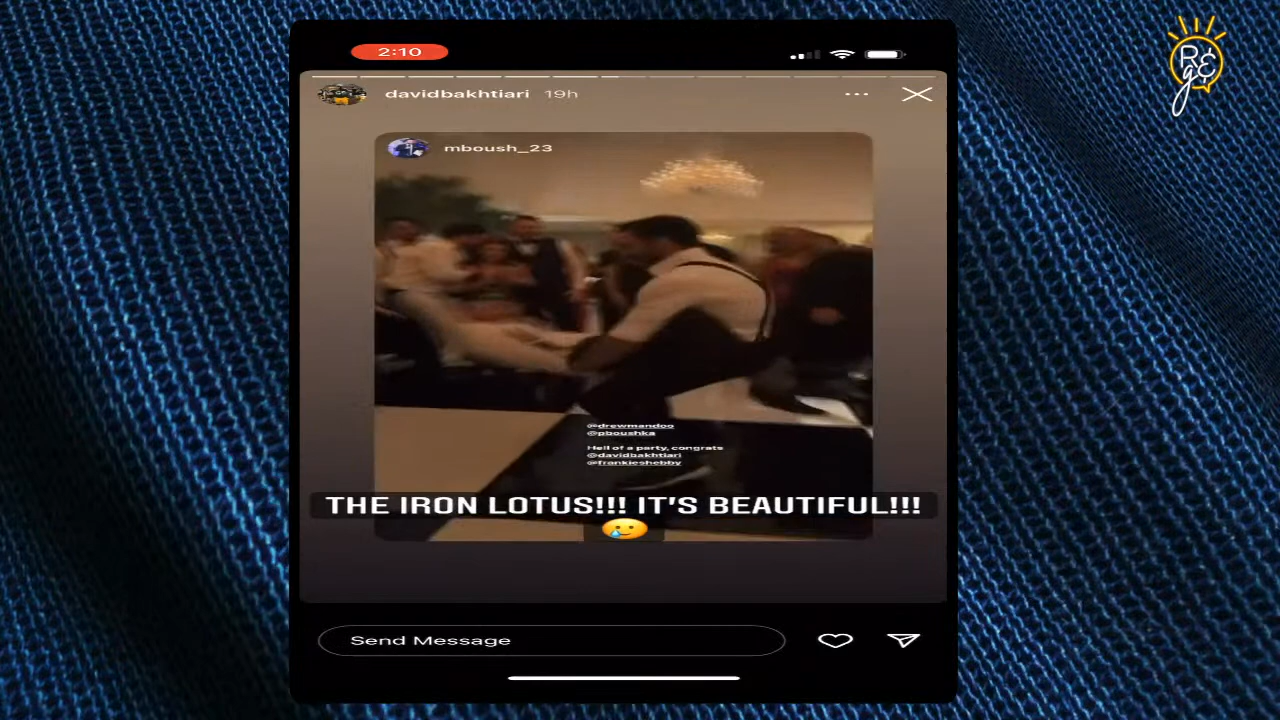 2:10
davidbakhtiari 19h
R&
g
mboush_23
@drewmandoo
@pboushka
Hell of a party, congrats
@davidbakhtiari
@frankieshebby
THE IRON LOTUS!!! IT'S BEAUTIFUL!!!
🥲
Send Message